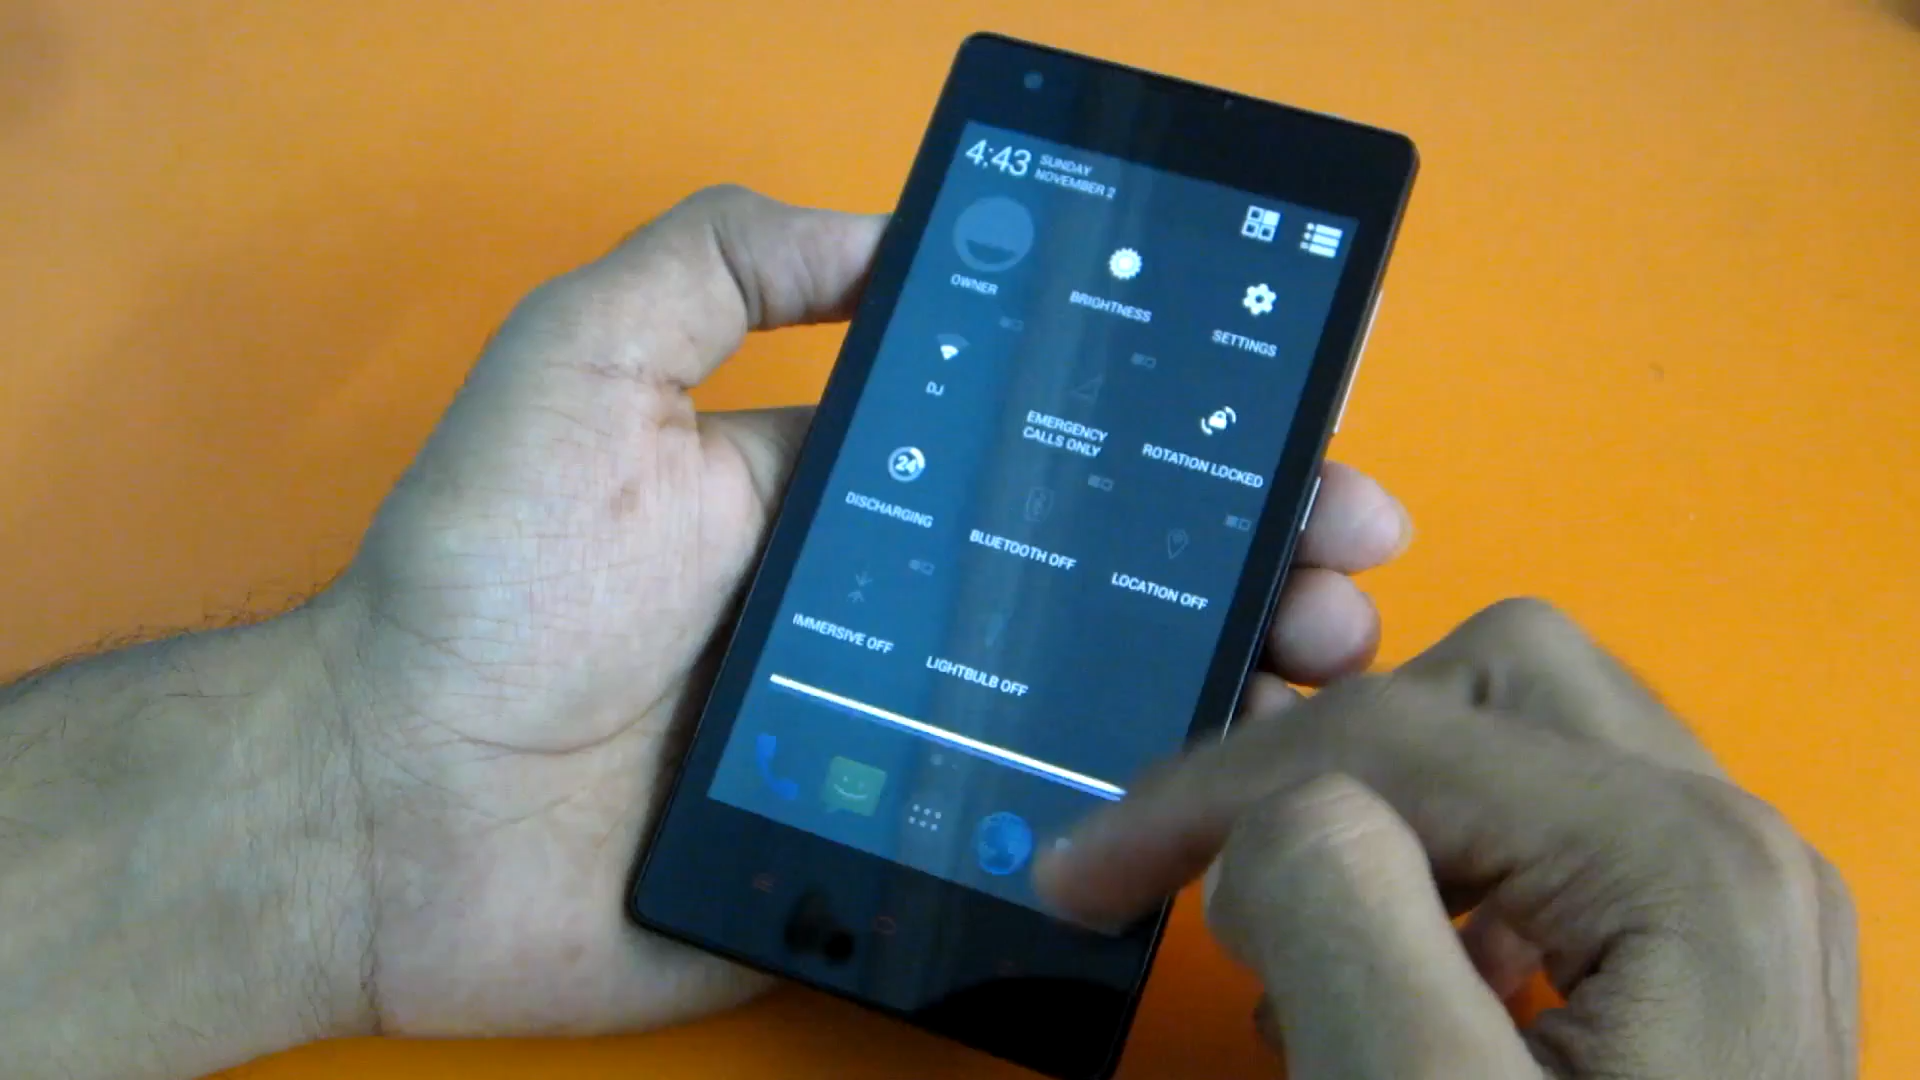 4:43
SUNDAY
NOVEMBER 2
OWNER
BRIGHTNESS
SETTINGS
DJ
EMERGENCY
CALLS ONLY
ROTATION LOCKED
24
DISCHARGING
BLUETOOTH OFF
LOCATION OFF
IMMERSIVE OFF
LIGHTBULB OFF